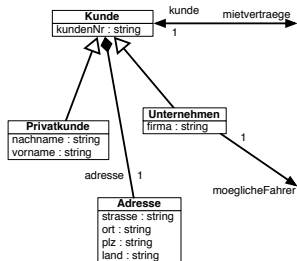 Kunde
kundenNr : string
kunde
mietvertraege
1
Privatkunde
nachname : string
vorname : string
Unternehmen
firma : string
1
adresse
1
moeglicheFahrer
Adresse
strasse : string
ort : string
plz : string
land : string